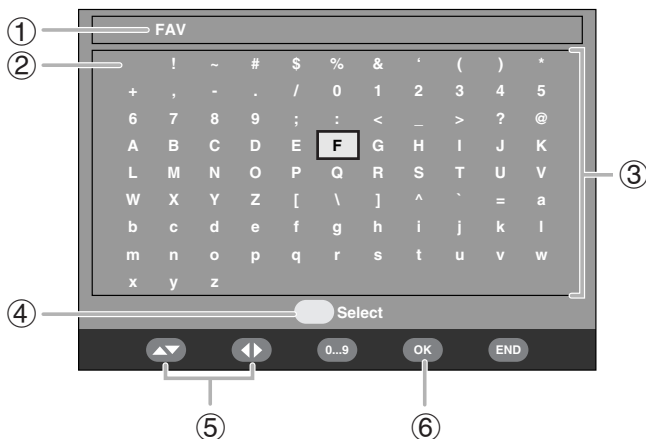 ① FAV
② ! ~ # $ % & ‘ ( ) *
+ , - . / 0 1 2 3 4 5
6 7 8 9 ; : < _ > ? @
A B C D E F G H I J K
L M N O P Q R S T U V
③
W X Y Z [ \ ] ^ ` = a
b c d e f g h i j k l
m n o p q r s t u v w
x y z
④ Select
0...9 OK END
⑤ ⑥